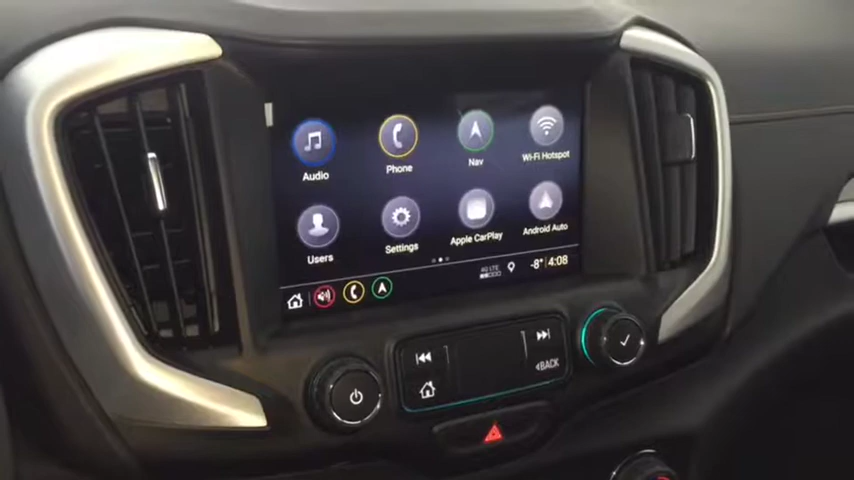 Audio Phone Nav Wi-Fi Hotspot
Users Settings Apple CarPlay Android Auto
4G LTE -8° 4:08
BACK